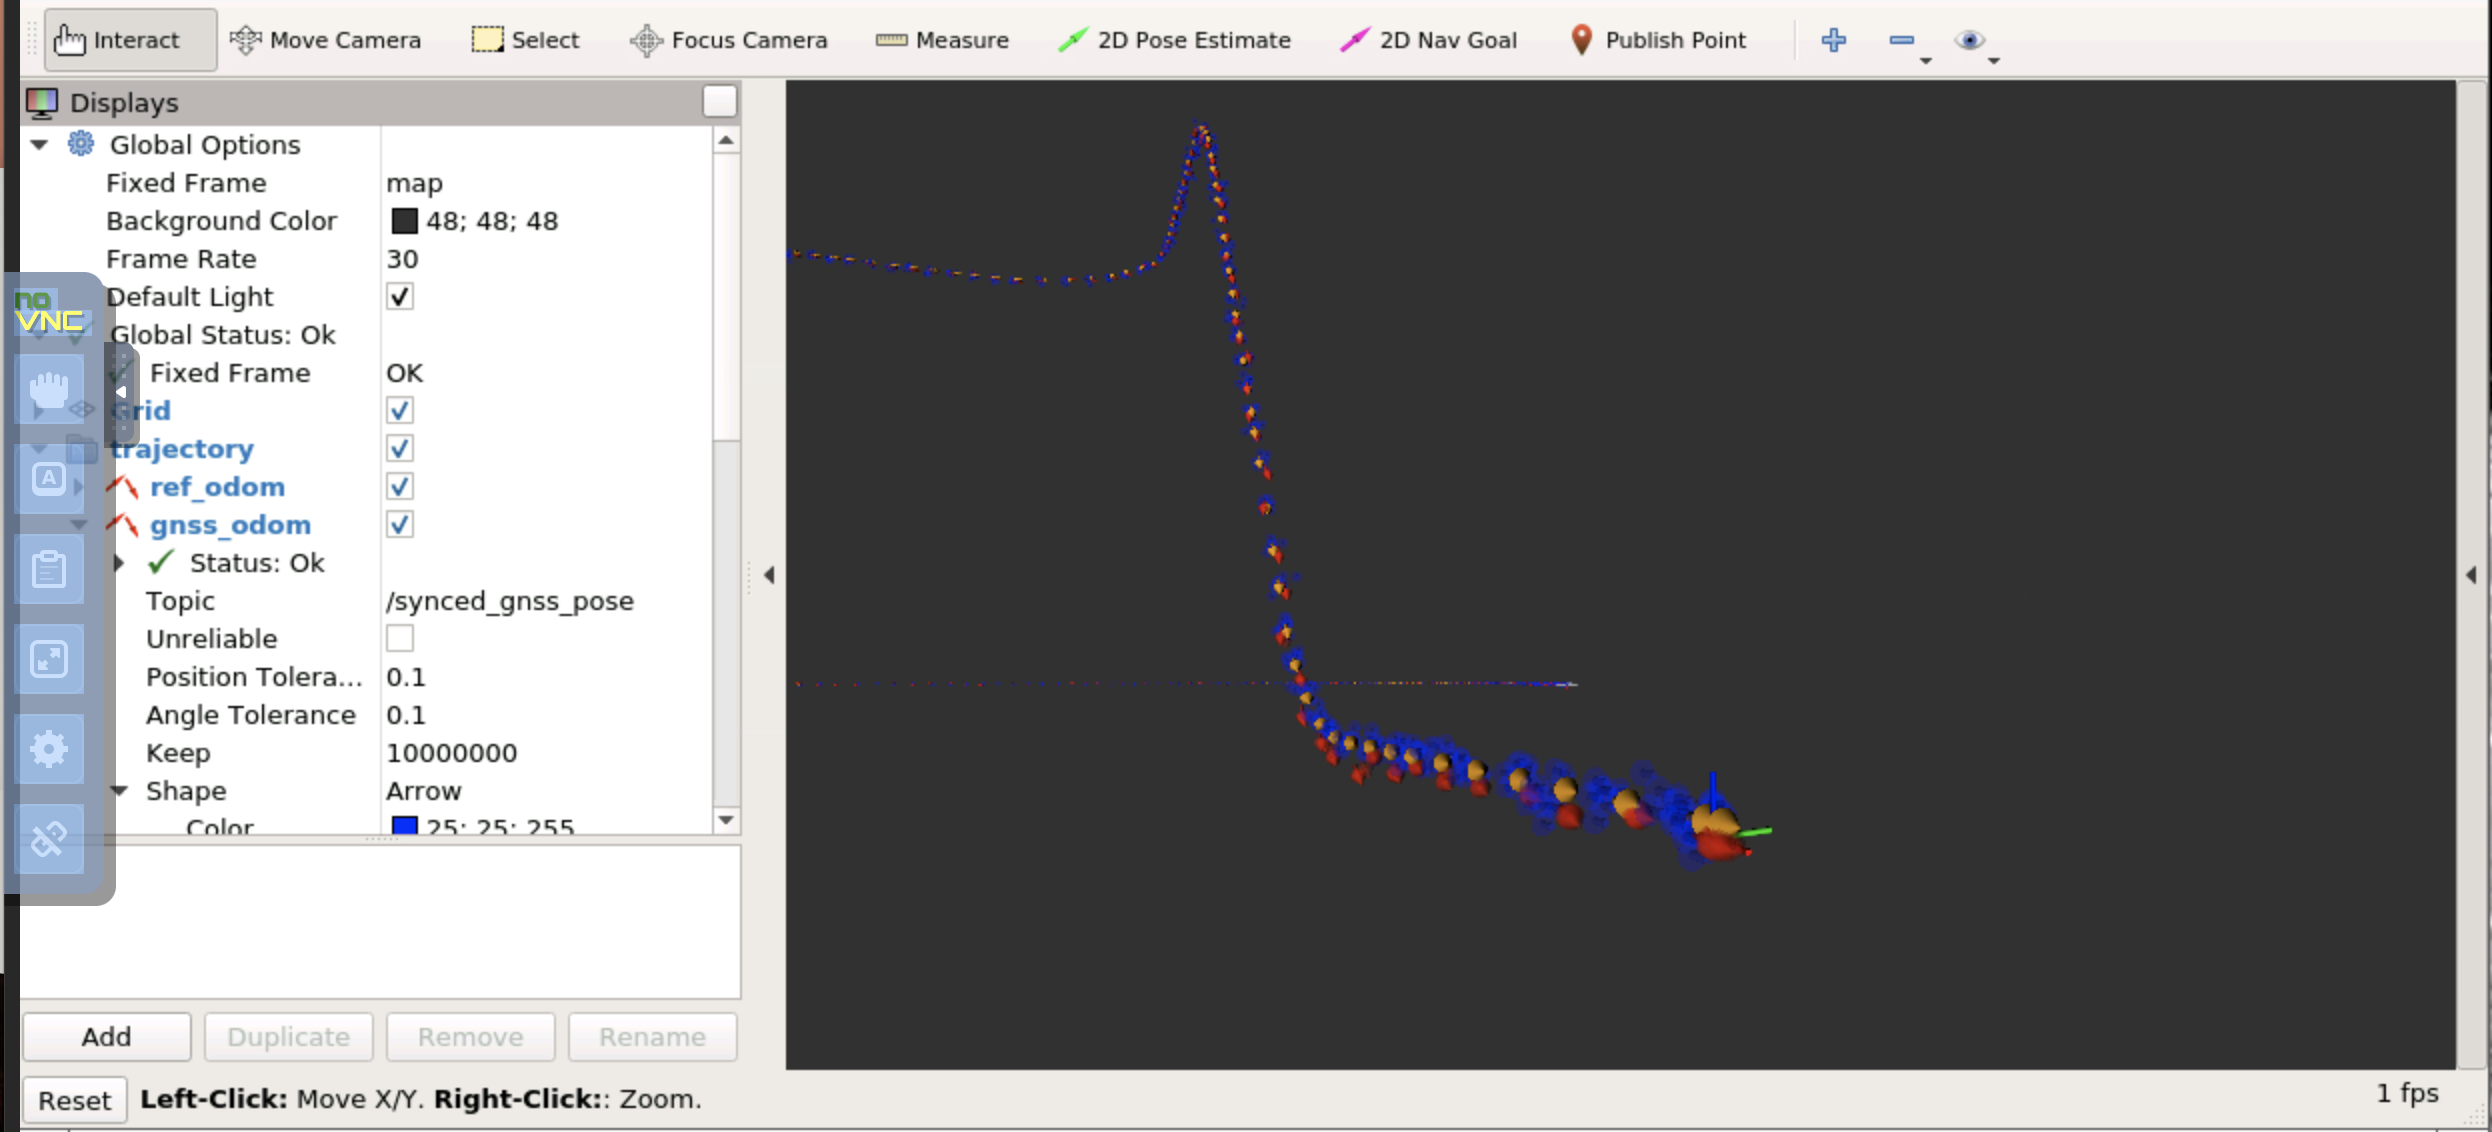 Interact Move Camera Select Focus Camera Measure 2D Pose Estimate 2D Nav Goal Publish Point
Displays
Global Options
Fixed Frame map
Background Color 48; 48; 48
Frame Rate 30
Default Light
no
VNC
Global Status: Ok
Fixed Frame OK
Grid
trajectory
A
ref_odom
gnss_odom
Status: Ok
Topic /synced_gnss_pose
Unreliable
Position Tolera... 0.1
Angle Tolerance 0.1
Keep 10000000
Shape Arrow
Color 25; 25; 255
Add Duplicate Remove Rename
Reset Left-Click: Move X/Y. Right-Click:: Zoom. 1 fps